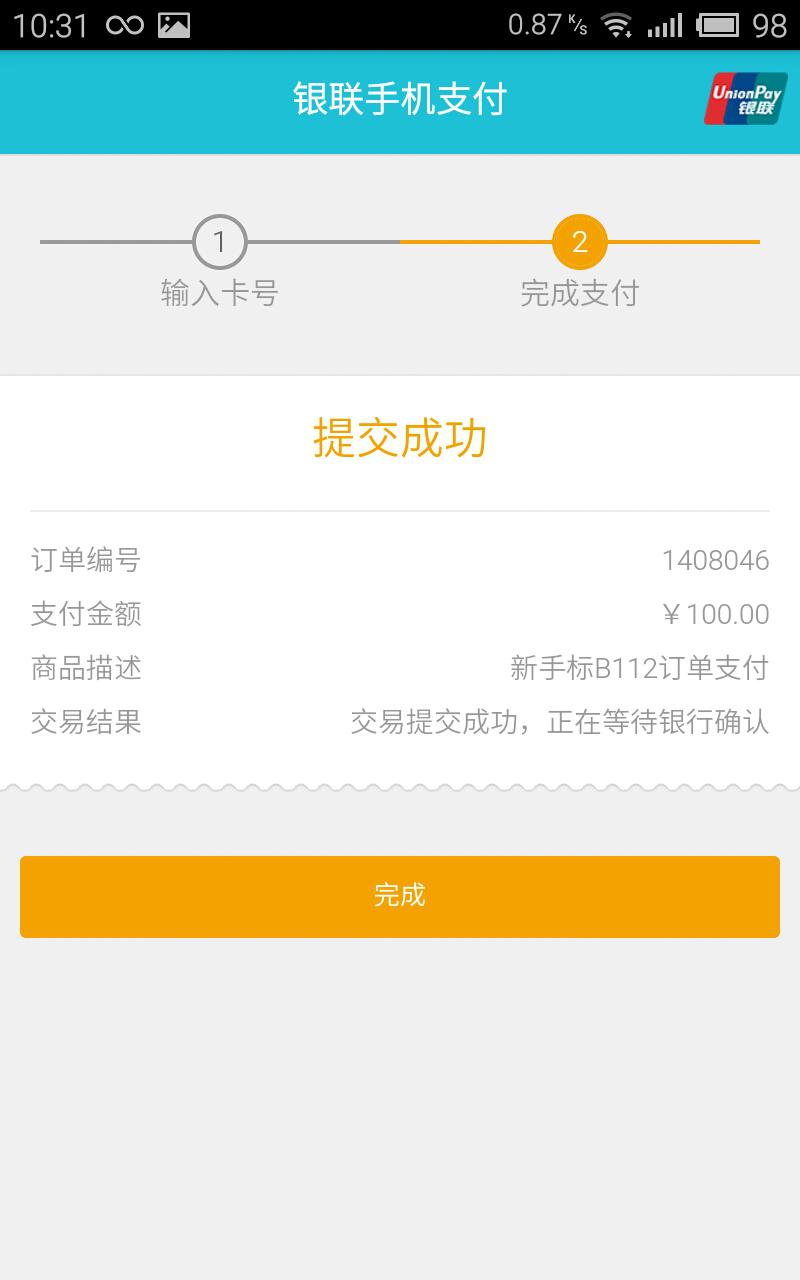 10:31 0.87 K/s 98
银联手机支付
UnionPay
银联
1 2
输入卡号 完成支付
提交成功
订单编号 1408046
支付金额 ￥100.00
商品描述 新手标B112订单支付
交易结果 交易提交成功，正在等待银行确认
完成